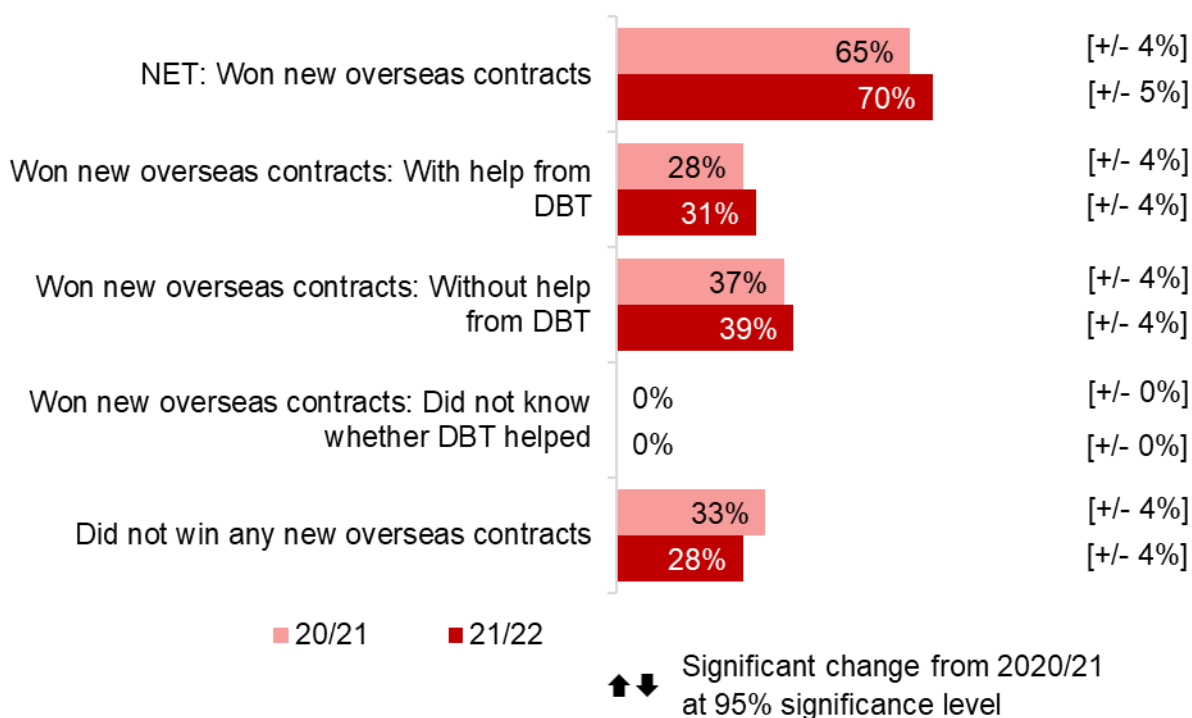 NET: Won new overseas contracts
65%
[+/- 4%]
70%
[+/- 5%]
Won new overseas contracts: With help from
DBT
28%
[+/- 4%]
31%
[+/- 4%]
Won new overseas contracts: Without help
from DBT
37%
[+/- 4%]
39%
[+/- 4%]
Won new overseas contracts: Did not know
whether DBT helped
0%
[+/- 0%]
0%
[+/- 0%]
Did not win any new overseas contracts
33%
[+/- 4%]
28%
[+/- 4%]
20/21
21/22
Significant change from 2020/21
at 95% significance level